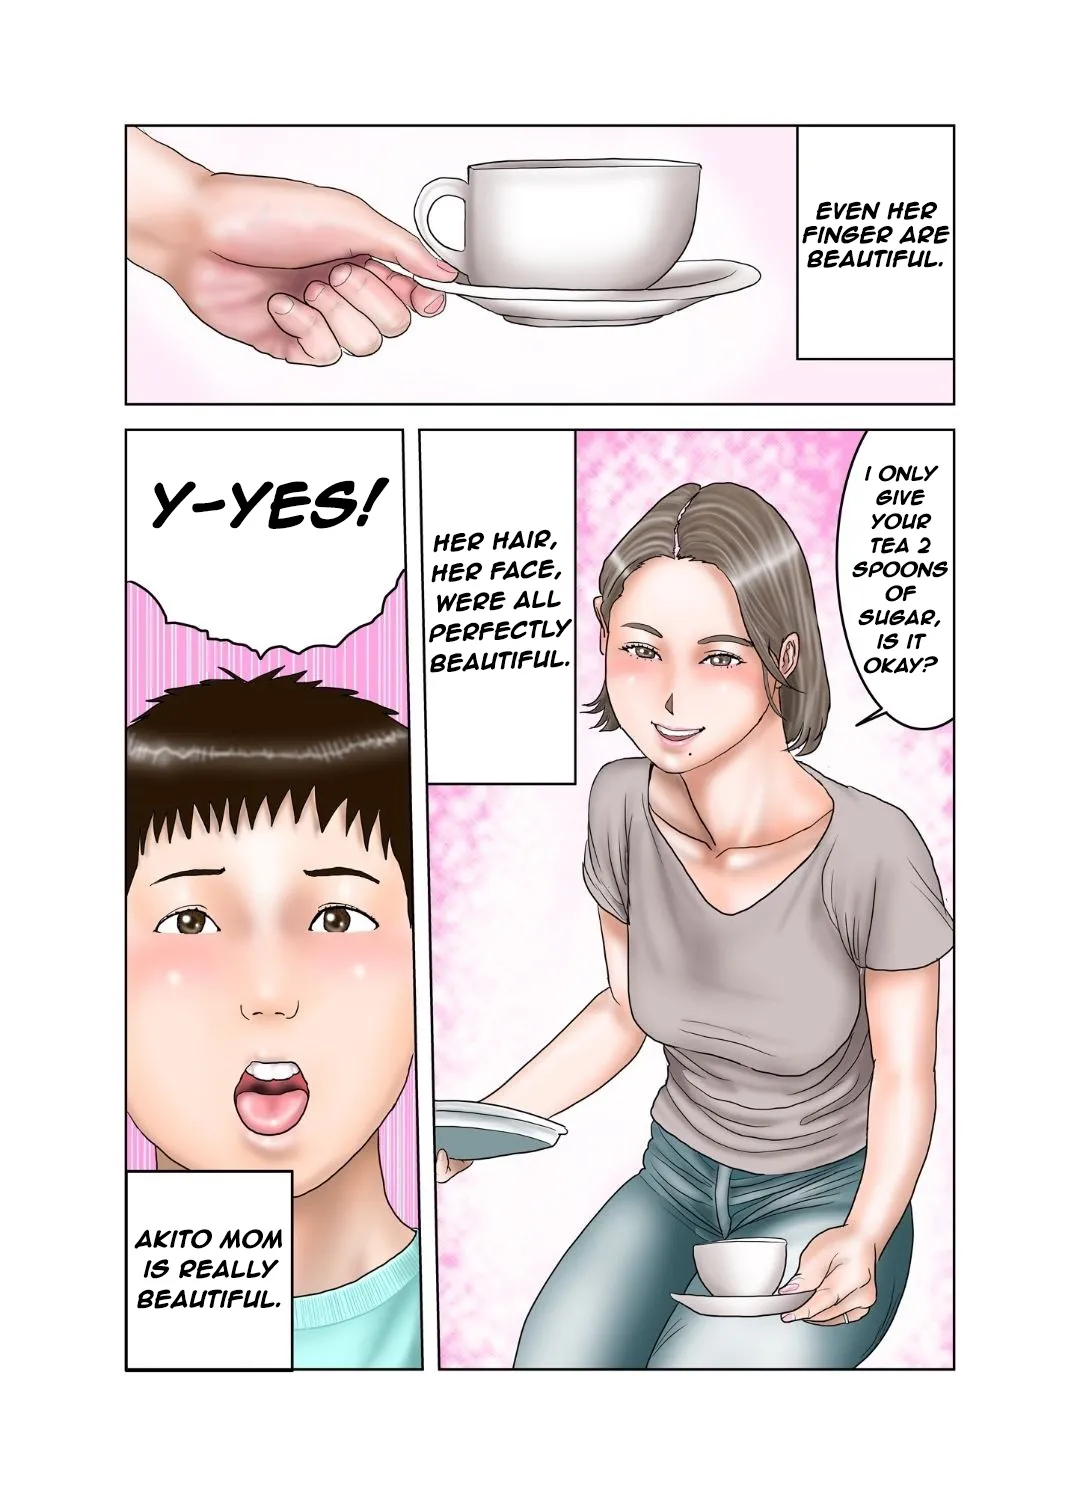 EVEN HER
FINGER ARE
BEAUTIFUL.
I ONLY
GIVE
YOUR
TEA 2
SPOONS
OF
SUGAR,
IS IT
OKAY?
HER HAIR,
HER FACE,
WERE ALL
PERFECTLY
BEAUTIFUL.
Y-YES!
AKITO MOM
IS REALLY
BEAUTIFUL.